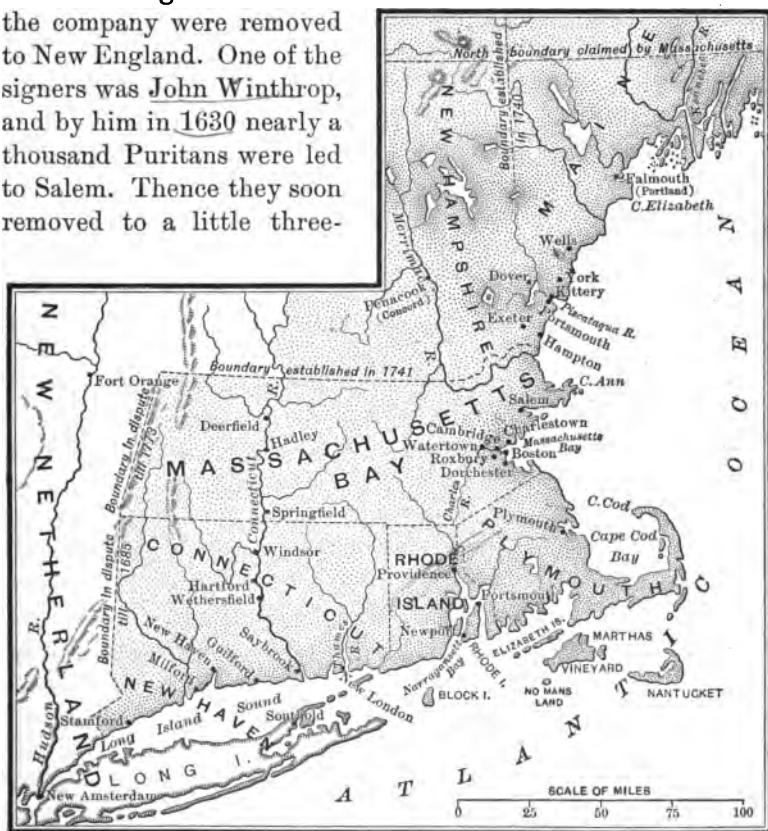 the company were removed
to New England. One of the
signers was John Winthrop,
and by him in 1630 nearly a
thousand Puritans were led
to Salem. Thence they soon
removed to a little three-
North boundary claimed by Massachusetts
Boundary established
in 1740
NEW HAMPSHIRE
MAINE
Kennebec R.
Falmouth
(Portland)
C. Elizabeth
Wells
York
Kittery
Dover
Piscataqua R.
Portsmouth
Exeter
Hampton
Merrimac R.
Penacook
(Concord)
Boundary established in 1741
C. Ann
Salem
Charlestown
Cambridge
Massachusetts
Bay
Watertown
Boston
Roxbury
Dorchester
MASSACHUSETTS
BAY
Fort Orange
Deerfield
Hadley
Springfield
Connecticut R.
Boundary In dispute
till 1773
Boundary In dispute
till 1685
NEW NETHERLAND
Hudson R.
CONNECTICUT
Windsor
Hartford
Wethersfield
Charles
R.
Plymouth
PLYMOUTH
C. Cod
Cape Cod
Bay
RHODE
Providence
ISLAND
Portsmouth
Newport
RHODE I.
Narragansett
Bay
ELIZABETH IS.
MARTHAS
VINEYARD
NO MANS
LAND
NANTUCKET
BLOCK I.
Thames
R.
New London
Saybrook
Guilford
New Haven
Milford
NEW HAVEN
Stamford
Long Island Sound
Southold
LONG I.
New Amsterdam
ATLANTIC
OCEAN
SCALE OF MILES
0 25 50 75 100